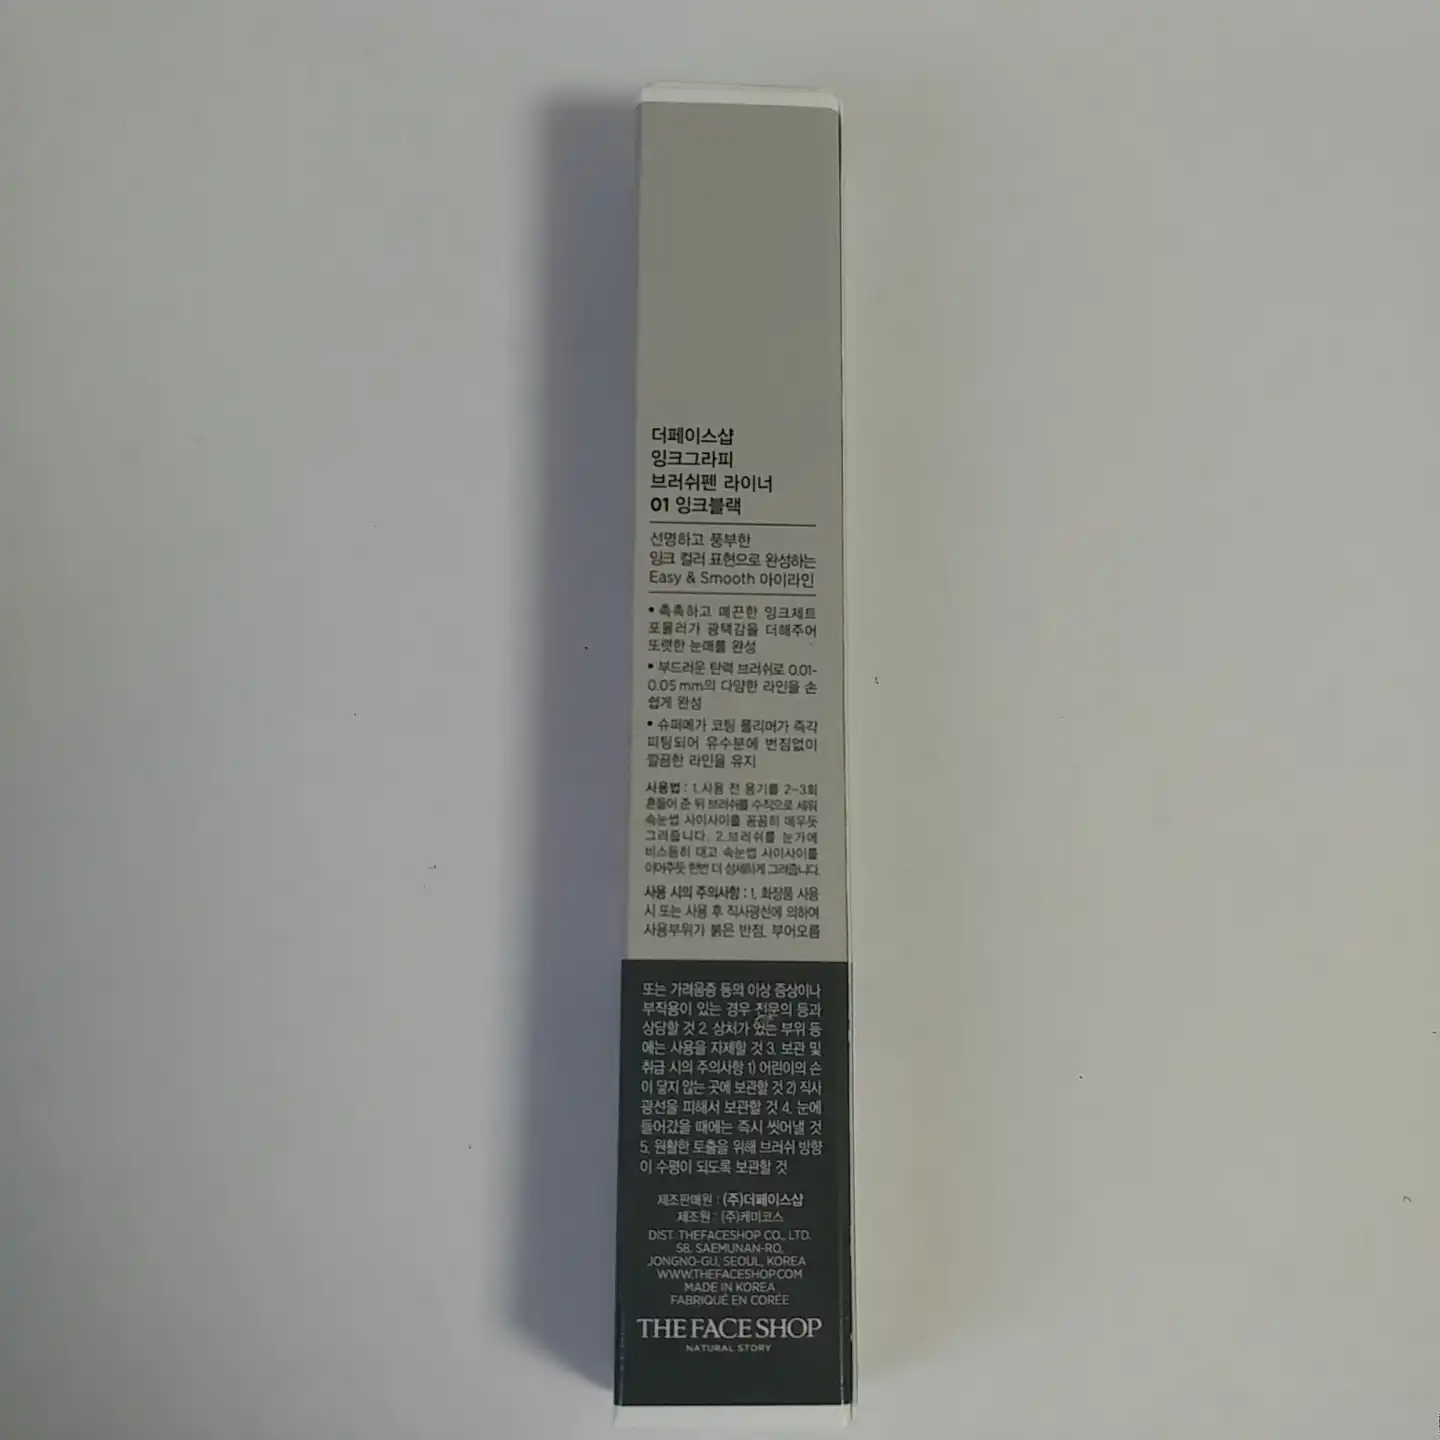 더페이스샵
잉크그라피
브러쉬펜 라이너
01 잉크블랙
선명하고 풍부한
잉크 컬러 표현으로 완성하는
Easy & Smooth 아이라인
• 촉촉하고 매끈한 잉크제트
포뮬러가 광택감을 더해주어
또렷한 눈매를 완성
• 부드러운 탄력 브러쉬로 0.01-
0.05 mm의 다양한 라인을 손
쉽게 완성
• 슈퍼메가 코팅 폴리머가 즉각
피팅되어 유수분에 번짐없이
깔끔한 라인을 유지
사용법 : 1.사용 전 용기를 2~3회
흔들어 준 뒤 브러쉬를 수직으로 세워
속눈썹 사이사이를 꼼꼼히 메우듯
그려줍니다. 2.브러쉬를 눈가에
비스듬히 대고 속눈썹 사이사이를
이어주듯 한번 더 섬세하게 그려줍니다.
사용 시의 주의사항 : 1. 화장품 사용
시 또는 사용 후 직사광선에 의하여
사용부위가 붉은 반점, 부어오름
또는 가려움증 등의 이상 증상이나
부작용이 있는 경우 전문의 등과
상담할 것 2. 상처가 있는 부위 등
에는 사용을 자제할 것 3. 보관 및
취급 시의 주의사항 1) 어린이의 손
이 닿지 않는 곳에 보관할 것 2) 직사
광선을 피해서 보관할 것 4. 눈에
들어갔을 때에는 즉시 씻어낼 것
5. 원활한 토출을 위해 브러쉬 방향
이 수평이 되도록 보관할 것
제조판매원 : (주)더페이스샵
제조원 : (주)케미코스
DIST. THEFACESHOP CO., LTD.
58, SAEMUNAN-RO,
JONGNO-GU, SEOUL, KOREA
WWW.THEFACESHOP.COM
MADE IN KOREA
FABRIQUÉ EN CORÉE
THE FACE SHOP
NATURAL STORY